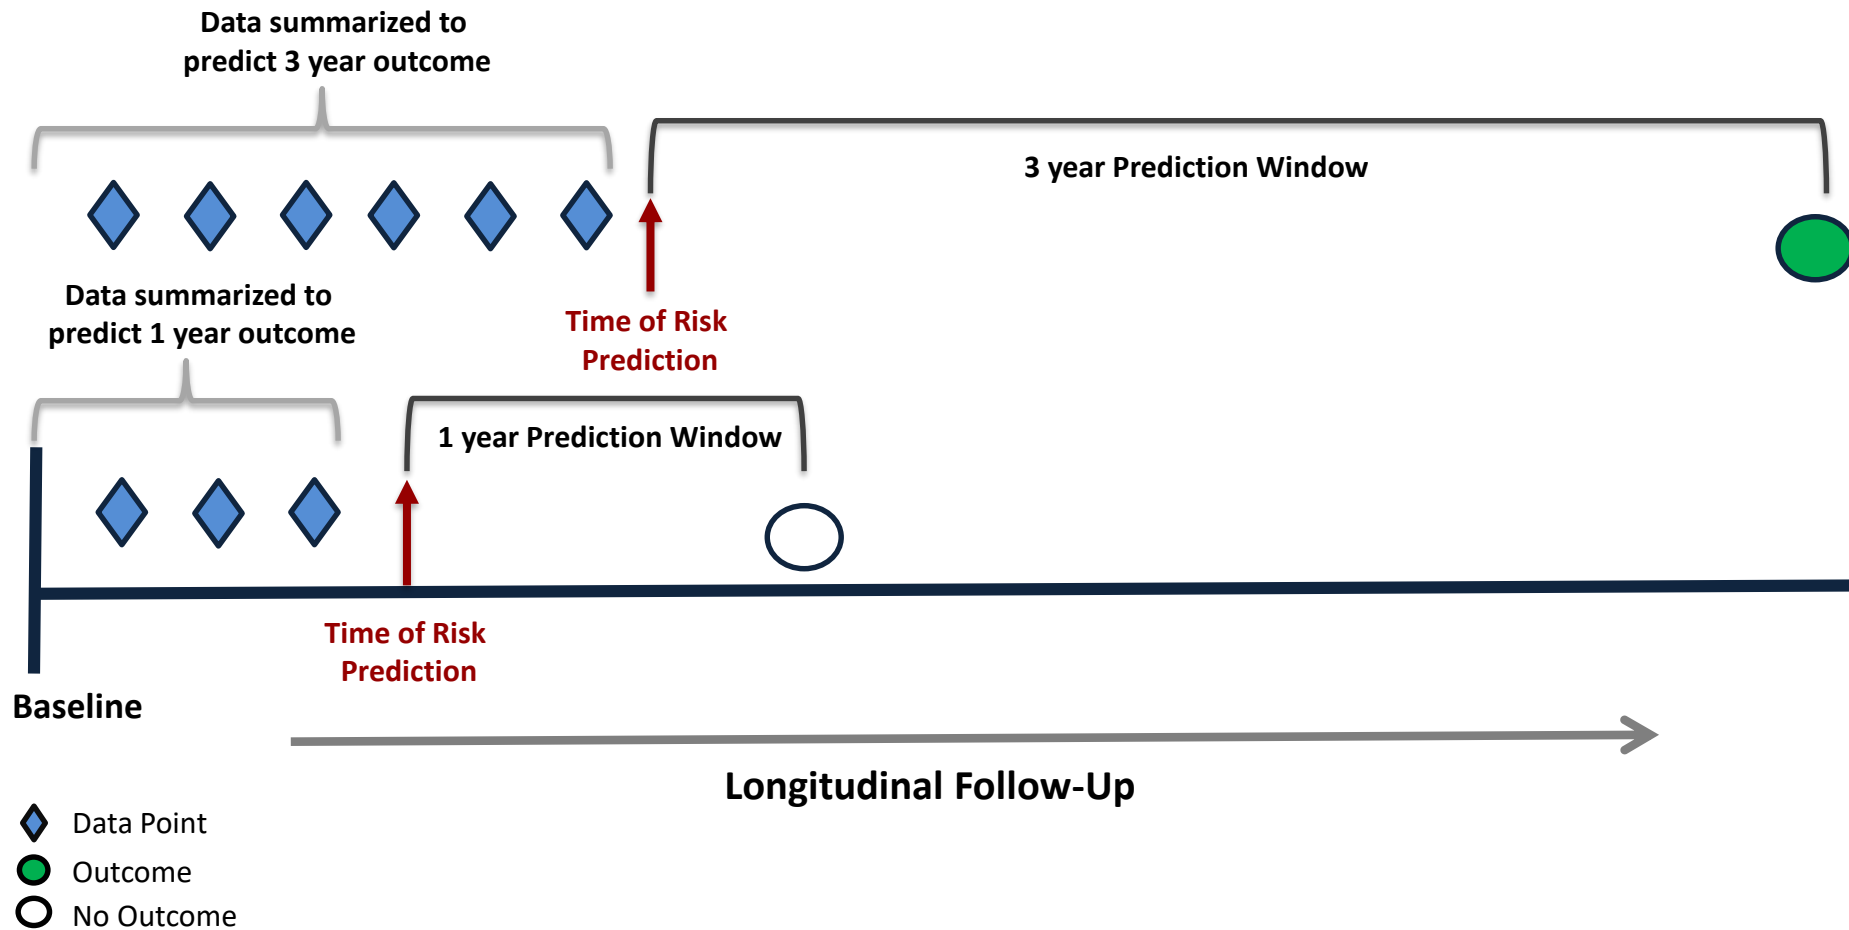 Data summarized to
predict 3 year outcome
3 year Prediction Window
Data summarized to
predict 1 year outcome
Time of Risk
Prediction
1 year Prediction Window
Time of Risk
Prediction
Baseline
Longitudinal Follow-Up
Data Point
Outcome
No Outcome